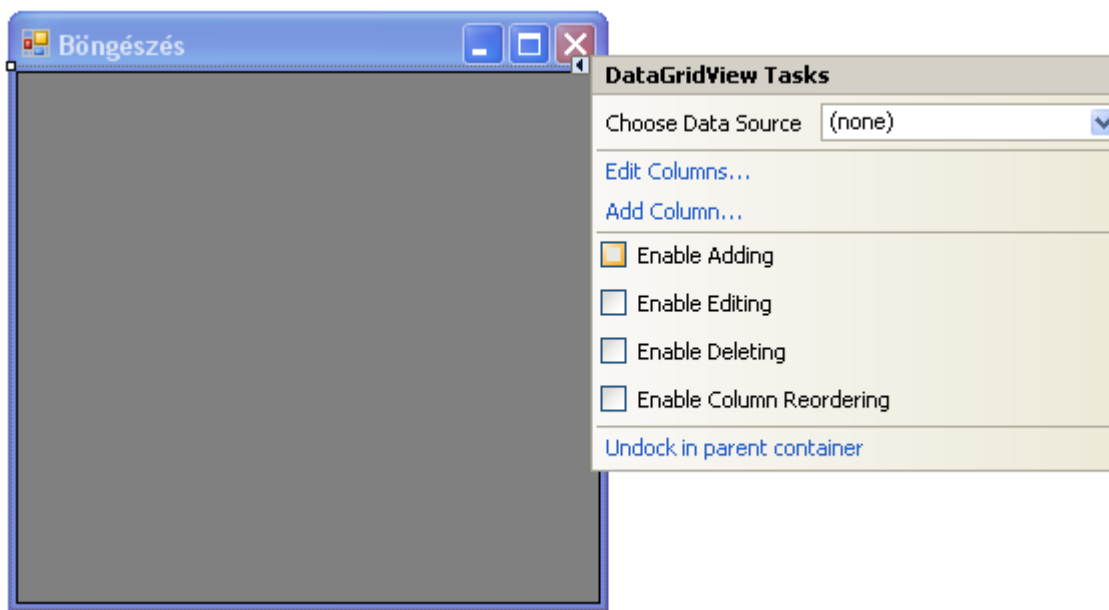 Böngészés
DataGridView Tasks
Choose Data Source (none)
Edit Columns...
Add Column...
Enable Adding
Enable Editing
Enable Deleting
Enable Column Reordering
Undock in parent container